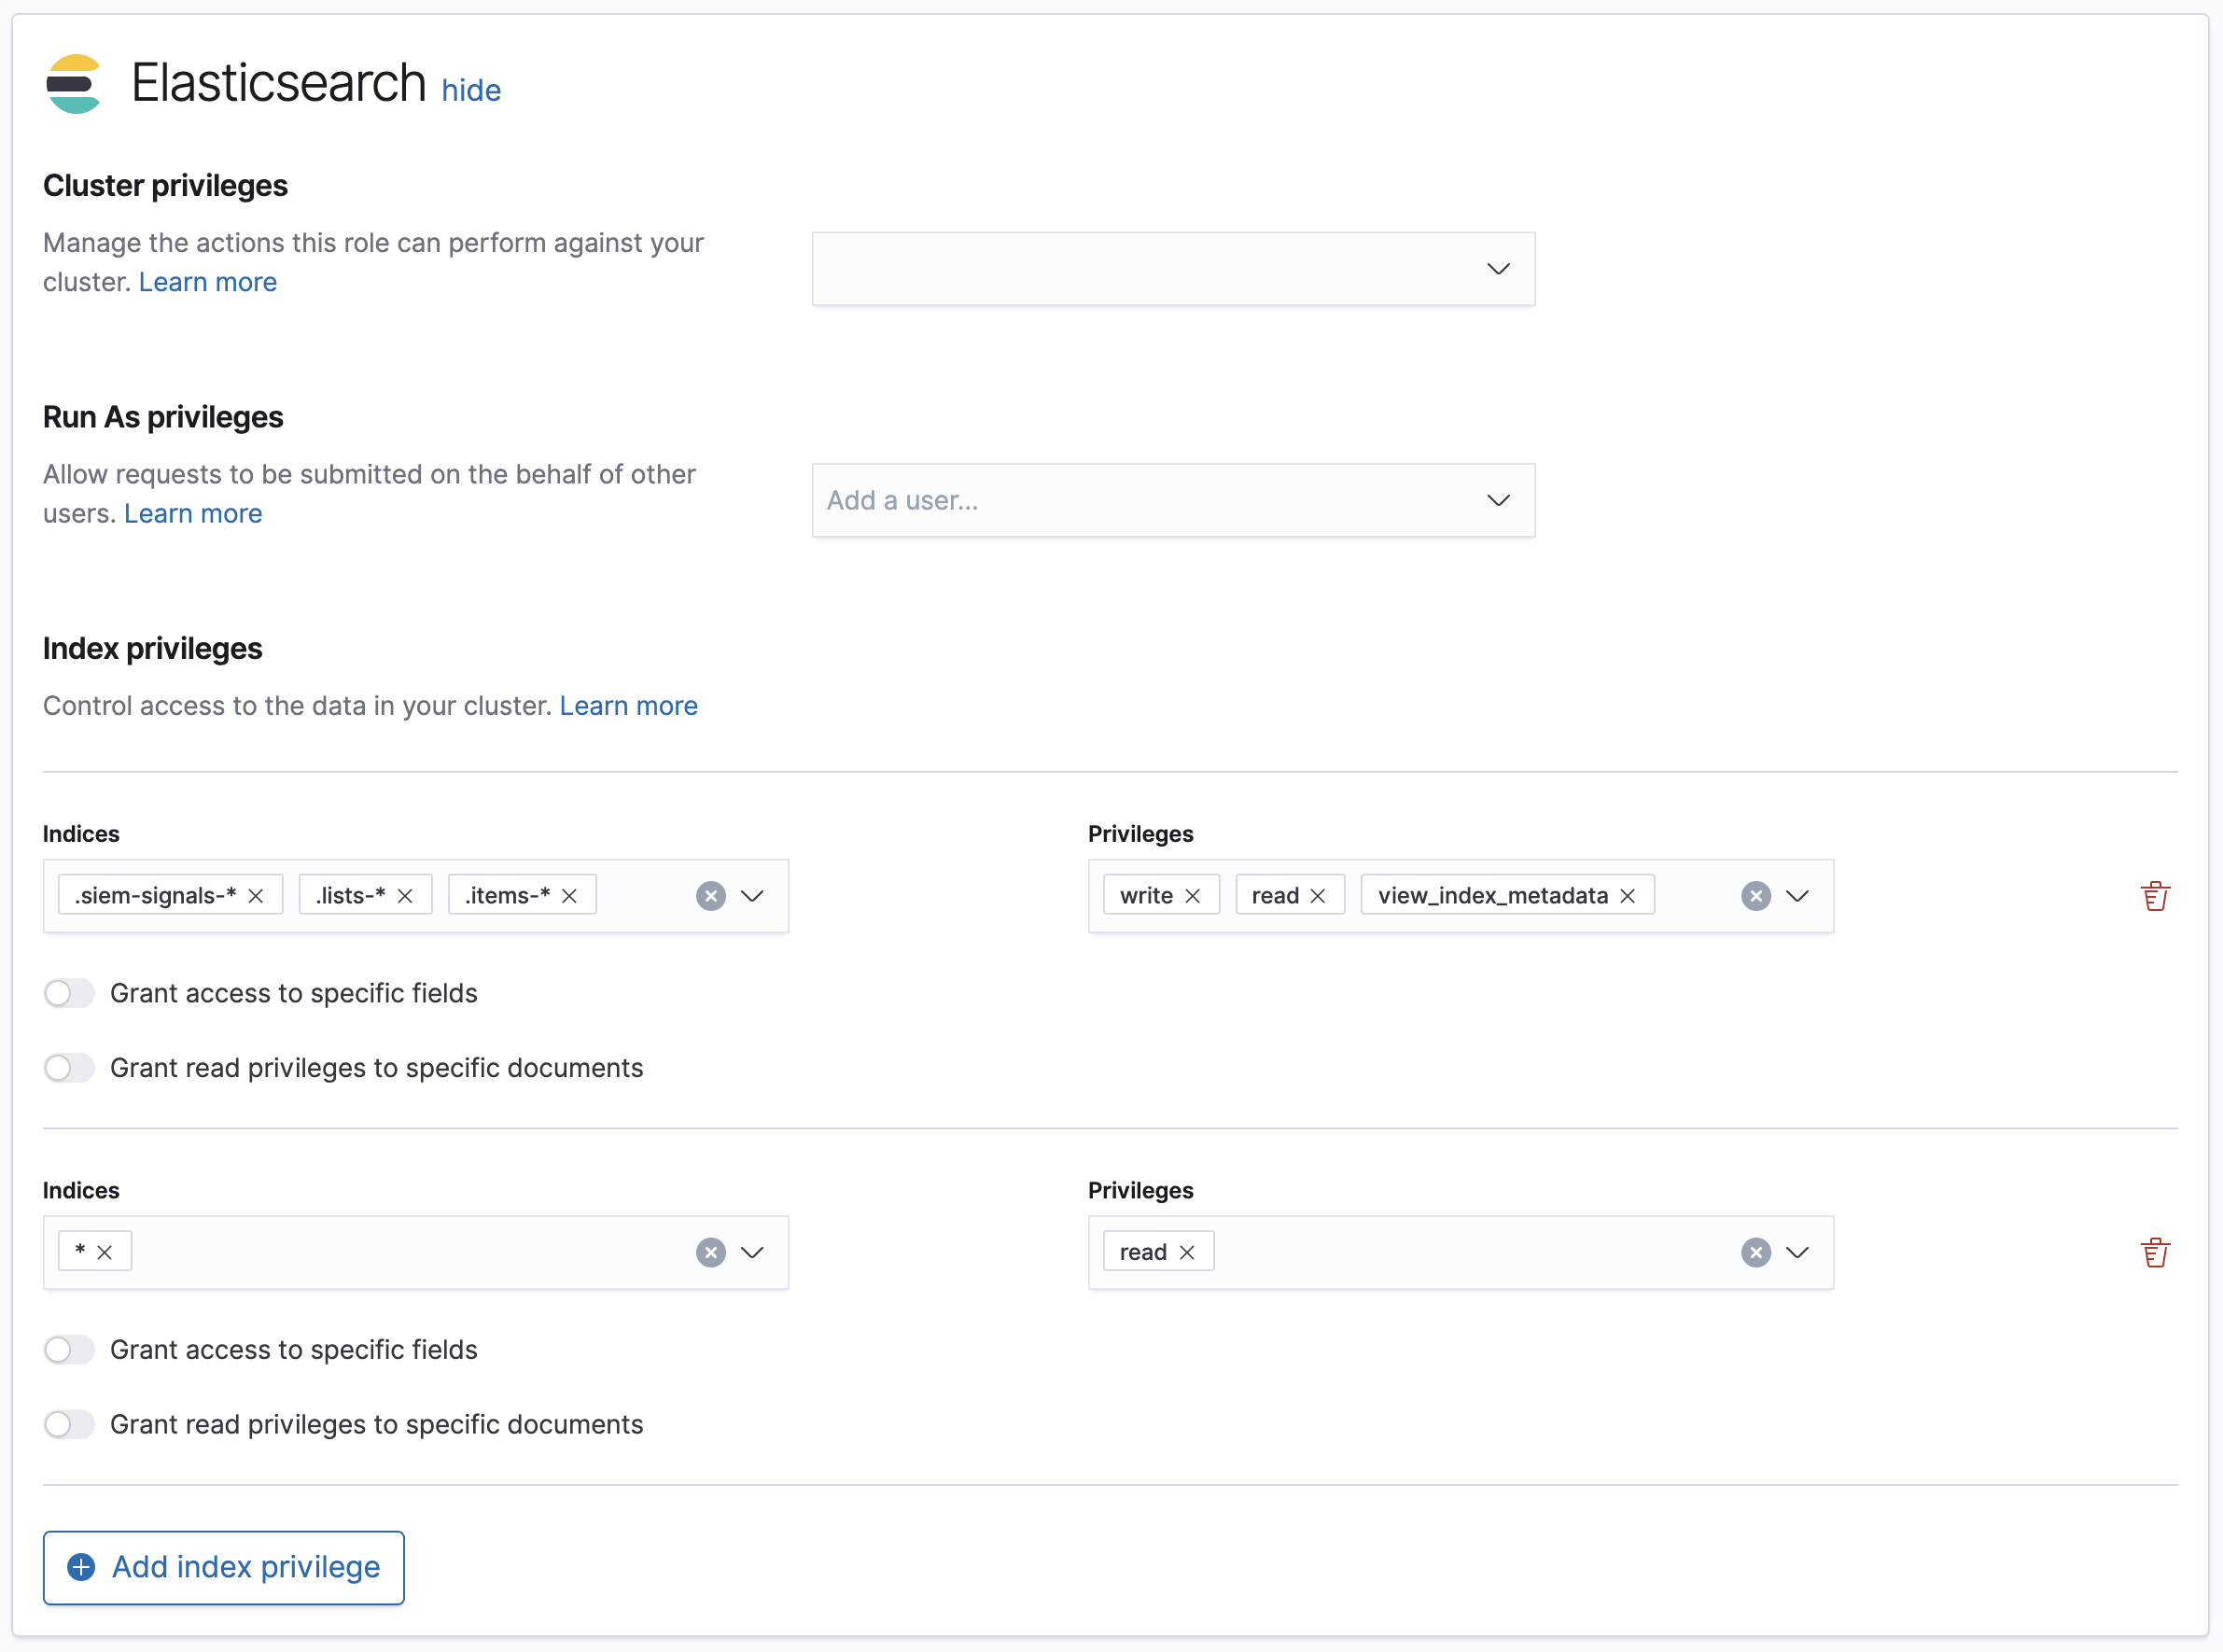 Elasticsearch hide
Cluster privileges
Manage the actions this role can perform against your
cluster. Learn more
Run As privileges
Allow requests to be submitted on the behalf of other
users. Learn more
Add a user...
Index privileges
Control access to the data in your cluster. Learn more
Indices Privileges
.siem-signals-* .lists-* .items-* write read view_index_metadata
Grant access to specific fields
Grant read privileges to specific documents
Indices Privileges
* read
Grant access to specific fields
Grant read privileges to specific documents
Add index privilege